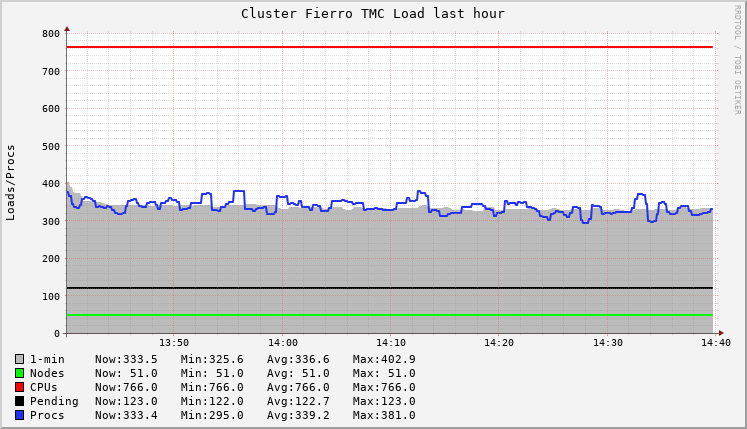 Cluster Fierro TMC Load last hour
RRDTOOL / TOBI OETIKER
Loads/Procs
800
700
600
500
400
300
200
100
0
13:50 14:00 14:10 14:20 14:30 14:40
1-min Now:333.5 Min:325.6 Avg:336.6 Max:402.9
Nodes Now: 51.0 Min: 51.0 Avg: 51.0 Max: 51.0
CPUs Now:766.0 Min:766.0 Avg:766.0 Max:766.0
Pending Now:123.0 Min:122.0 Avg:122.7 Max:123.0
Procs Now:333.4 Min:295.0 Avg:339.2 Max:381.0